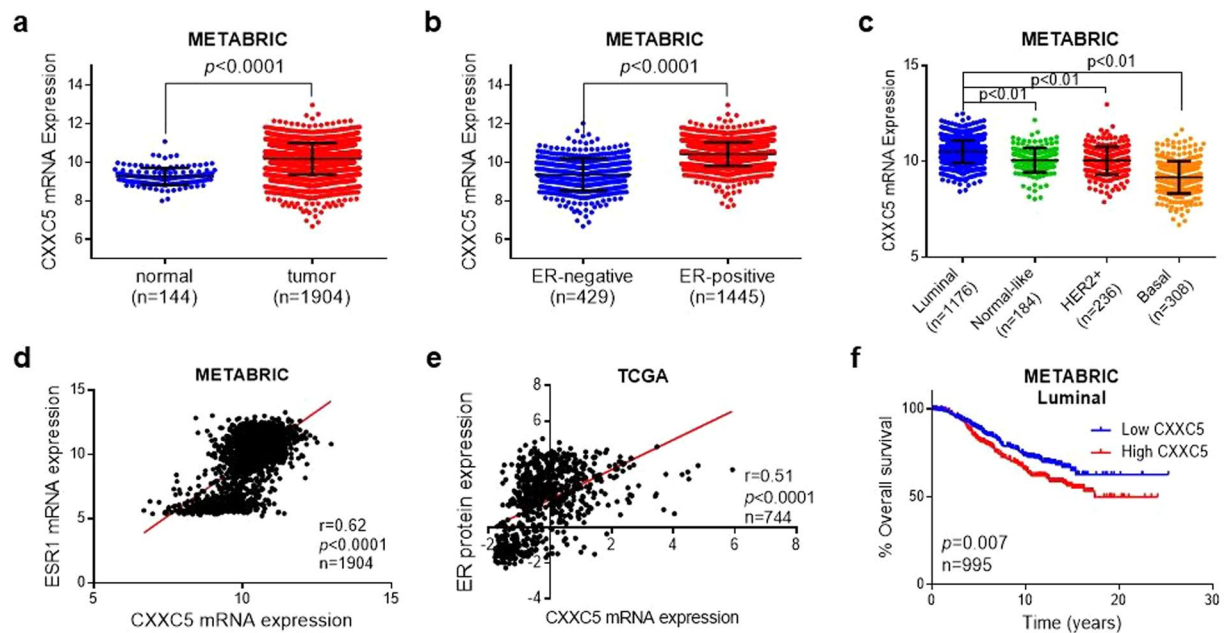 a
METABRIC
p<0.0001
CXXC5 mRNA Expression
14
12
10
8
6
normal
(n=144)
tumor
(n=1904)
b
METABRIC
p<0.0001
CXXC5 mRNA Expression
14
12
10
8
6
ER-negative
(n=429)
ER-positive
(n=1445)
c
METABRIC
p<0.01
p<0.01
p<0.01
CXXC5 mRNA Expression
15
10
5
Luminal
(n=1176)
Normal-like
(n=184)
HER2+
(n=236)
Basal
(n=308)
d
METABRIC
ESR1 mRNA expression
15
10
5
0
r=0.62
p<0.0001
n=1904
5
10
15
CXXC5 mRNA expression
e
TCGA
ER protein expression
8
6
4
2
-2
-4
r=0.51
p<0.0001
n=744
-2
2
4
6
8
CXXC5 mRNA expression
f
METABRIC
Luminal
% Overall survival
100
50
0
Low CXXC5
High CXXC5
p=0.007
n=995
0
10
20
30
Time (years)